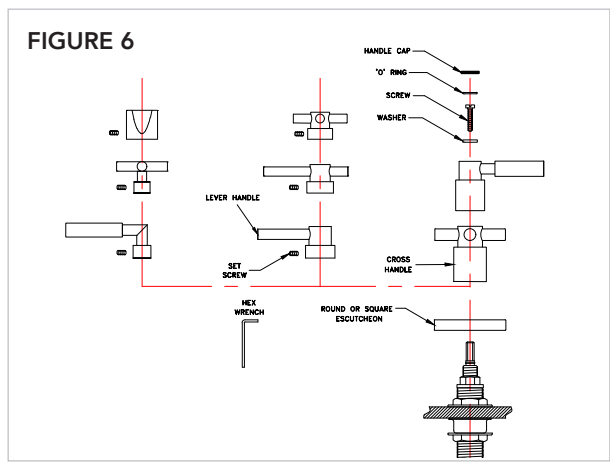 FIGURE 6
HANDLE CAP
"O" RING
SCREW
WASHER
LEVER HANDLE
SET
SCREW
CROSS
HANDLE
HEX
WRENCH
ROUND OR SQUARE
ESCUTCHEON